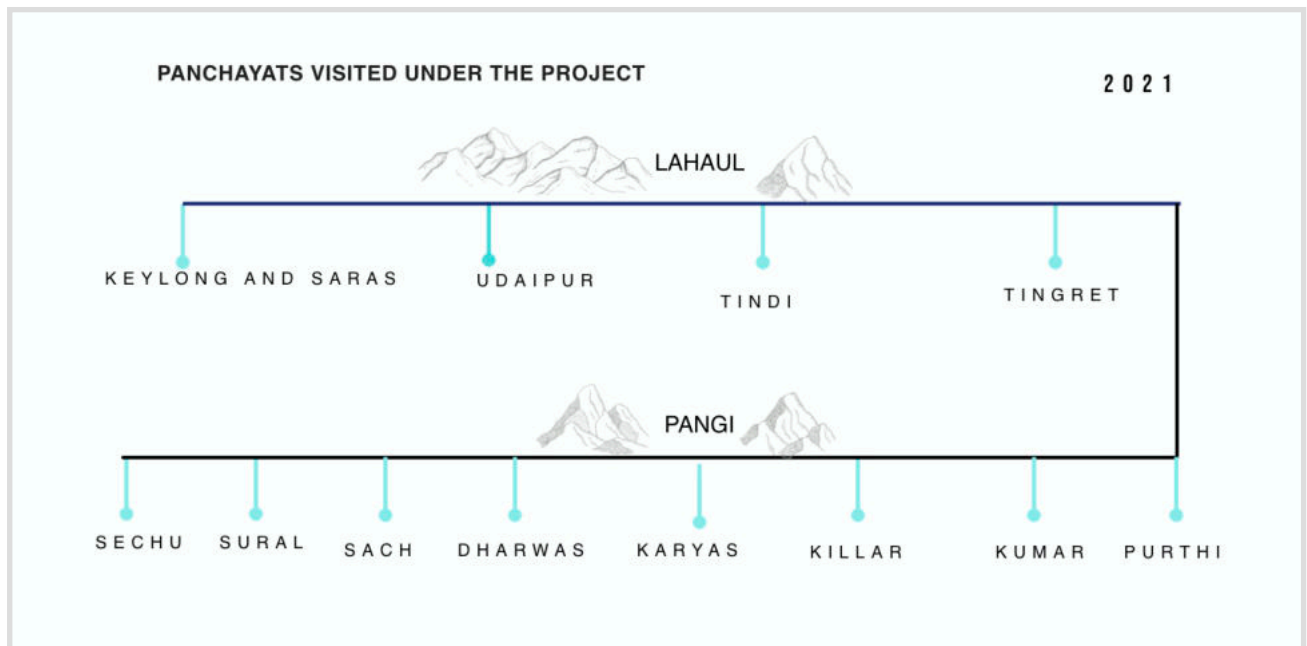 PANCHAYATS VISITED UNDER THE PROJECT
2021
LAHAUL
KEYLONG AND SARAS
UDAIPUR
TINDI
TINGRET
PANGI
SECHU
SURAL
SACH
DHARWAS
KARYAS
KILLAR
KUMAR
PURTHI